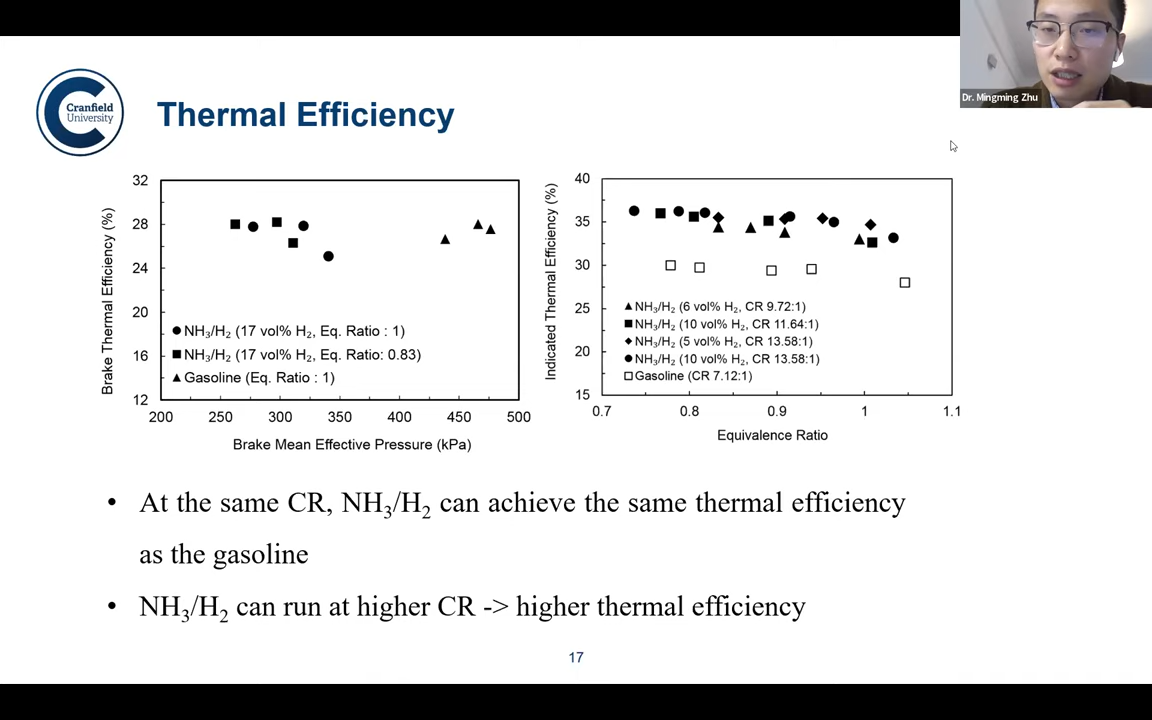 Dr. Mingming Zhu
Cranfield
University
Thermal Efficiency
32
28
24
20
16
12
Brake Thermal Efficiency (%)
NH₃/H₂ (17 vol% H₂, Eq. Ratio : 1)
NH₃/H₂ (17 vol% H₂, Eq. Ratio: 0.83)
Gasoline (Eq. Ratio : 1)
200 250 300 350 400 450 500
Brake Mean Effective Pressure (kPa)
40
35
30
25
20
15
Indicated Thermal Efficiency (%)
NH₃/H₂ (6 vol% H₂, CR 9.72:1)
NH₃/H₂ (10 vol% H₂, CR 11.64:1)
NH₃/H₂ (5 vol% H₂, CR 13.58:1)
NH₃/H₂ (10 vol% H₂, CR 13.58:1)
Gasoline (CR 7.12:1)
0.7 0.8 0.9 1 1.1
Equivalence Ratio
• At the same CR, NH₃/H₂ can achieve the same thermal efficiency
as the gasoline
• NH₃/H₂ can run at higher CR -> higher thermal efficiency
17